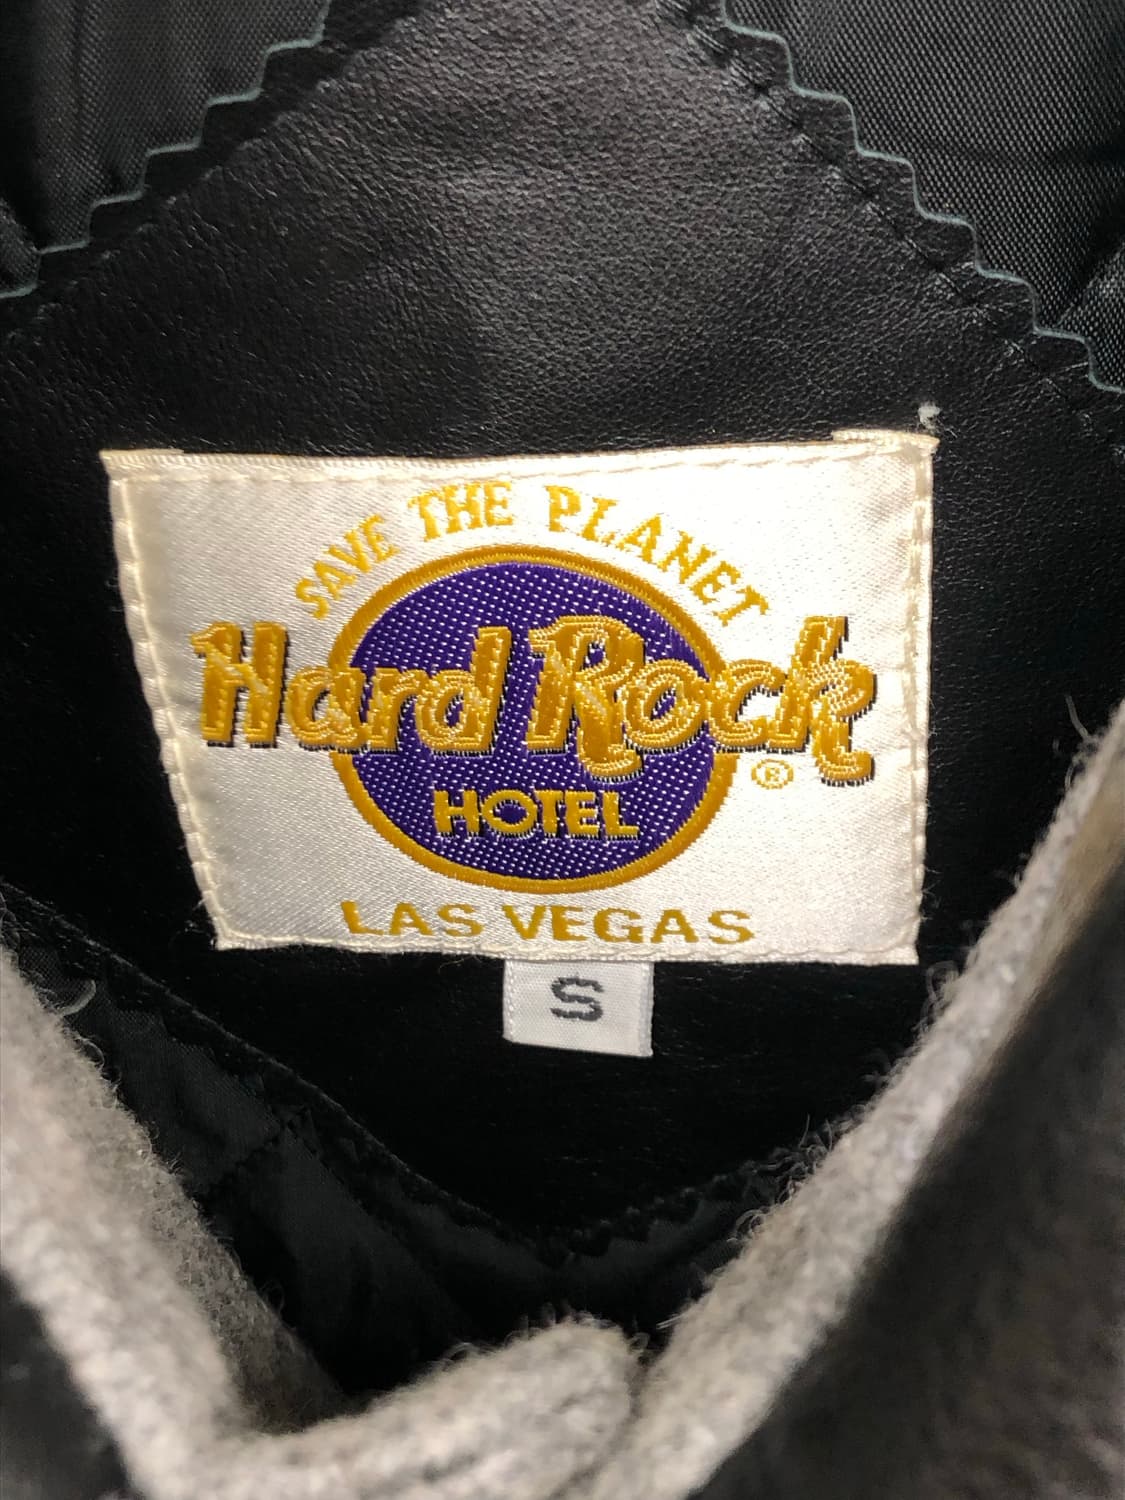 SAVE THE PLANET
Hard Rock
®
HOTEL
LAS VEGAS
S